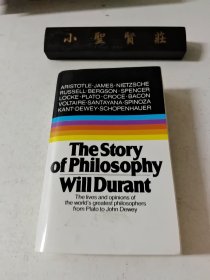 小聖賢莊
ARISTOTLE·JAMES·NIETZSCHE
RUSSELL·BERGSON·SPENCER
LOCKE·PLATO·CROCE·BACON
VOLTAIRE·SANTAYANA·SPINOZA
KANT·DEWEY·SCHOPENHAUER
The Story
of Philosophy
Will Durant
The lives and opinions of
the world's greatest philosophers
from Plato to John Dewey